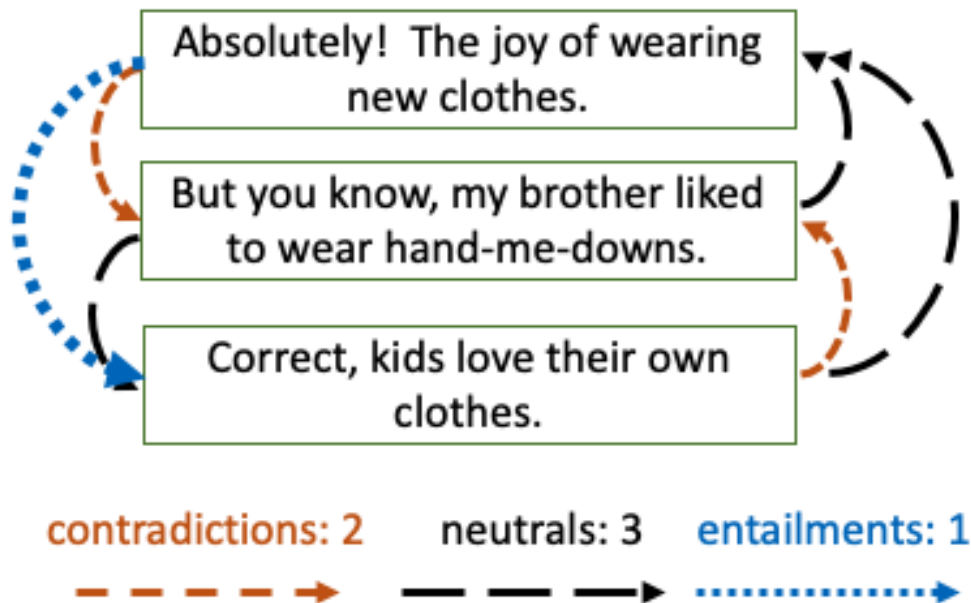 Absolutely!  The joy of wearing
new clothes.
But you know, my brother liked
to wear hand-me-downs.
Correct, kids love their own
clothes.
contradictions: 2 neutrals: 3 entailments: 1